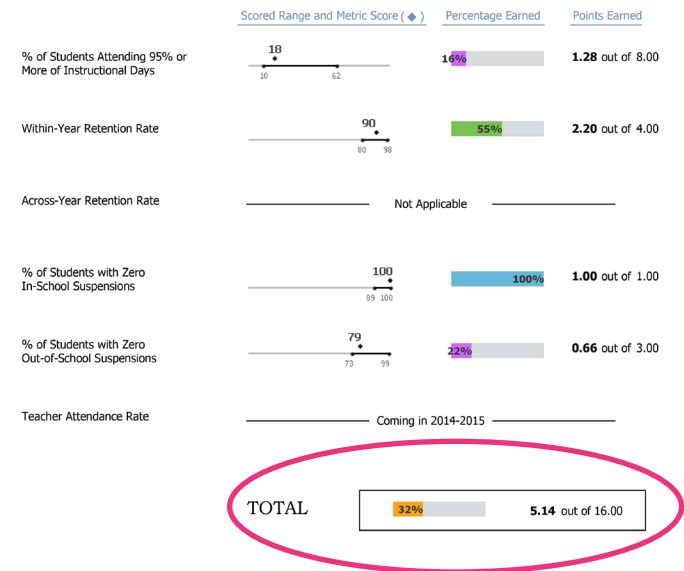 Scored Range and Metric Score ( ◆ ) Percentage Earned Points Earned
% of Students Attending 95% or
More of Instructional Days
18
10 62
16%
1.28 out of 8.00
Within-Year Retention Rate
90
80 98
55%
2.20 out of 4.00
Across-Year Retention Rate
Not Applicable
% of Students with Zero
In-School Suspensions
100
89 100
100%
1.00 out of 1.00
% of Students with Zero
Out-of-School Suspensions
79
73 99
22%
0.66 out of 3.00
Teacher Attendance Rate
Coming in 2014-2015
TOTAL
32%
5.14 out of 16.00